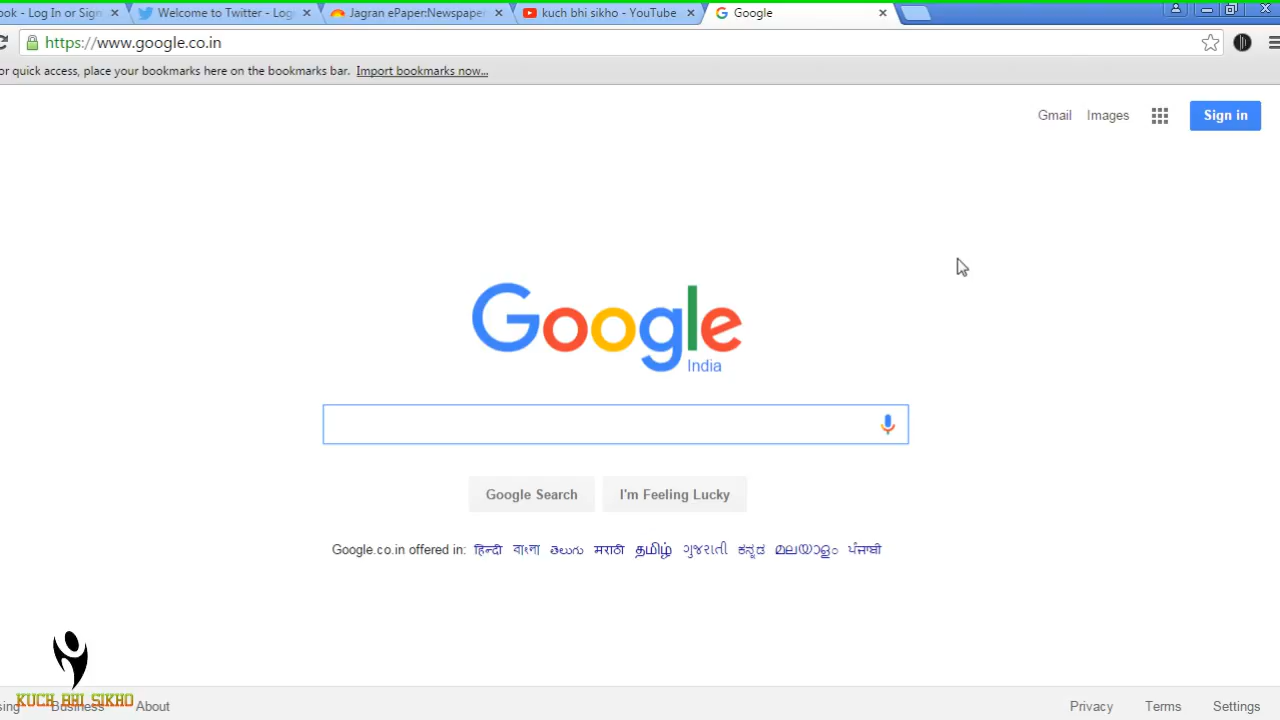 ook - Log In or Sign
Welcome to Twitter - Log
Jagran ePaper:Newspaper
kuch bhi sikho - YouTube
Google
https://www.google.co.in
or quick access, place your bookmarks here on the bookmarks bar. Import bookmarks now...
Gmail Images Sign in
Google
India
Google Search I'm Feeling Lucky
Google.co.in offered in: हिन्दी বাংলা తెలుగు मराठी தமிழ் ગુજરાતી ಕನ್ನಡ മലയാളം ਪੰਜਾਬੀ
KUCH BHI SIKHO
sing Business About Privacy Terms Settings